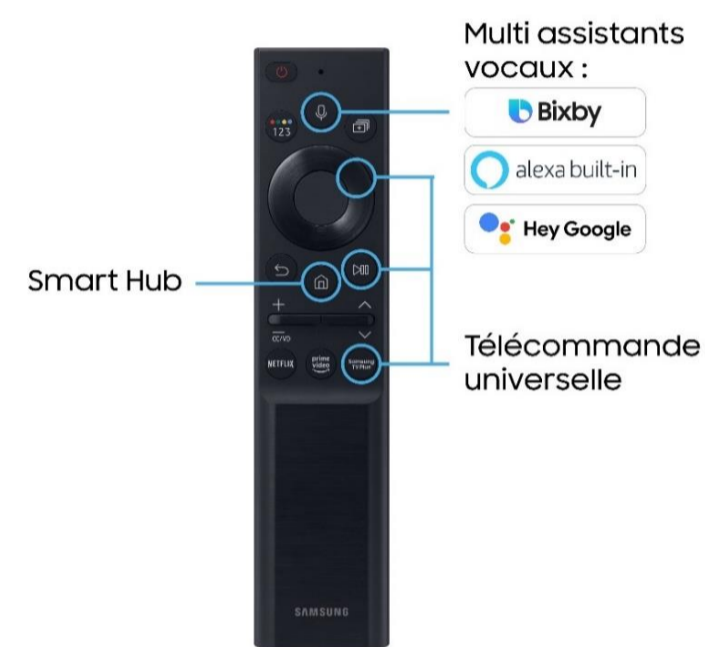 Multi assistants
vocaux :
Bixby
alexa built-in
Hey Google
123
Smart Hub
+
CC/VD
NETFLIX
prime
video
Samsung
TV Plus
Télécommande
universelle
SAMSUNG